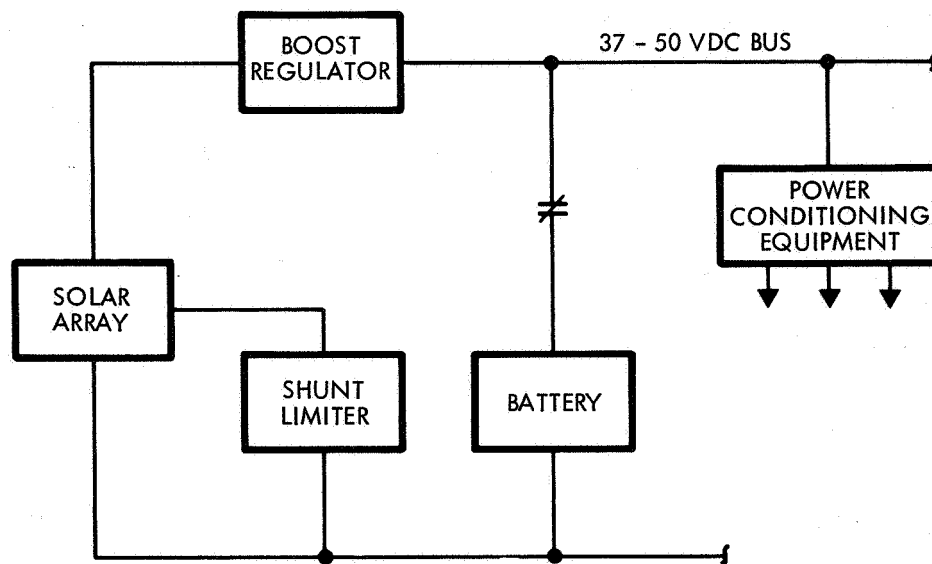 BOOST
REGULATOR
37 - 50 VDC BUS
POWER
CONDITIONING
EQUIPMENT
SOLAR
ARRAY
SHUNT
LIMITER
BATTERY